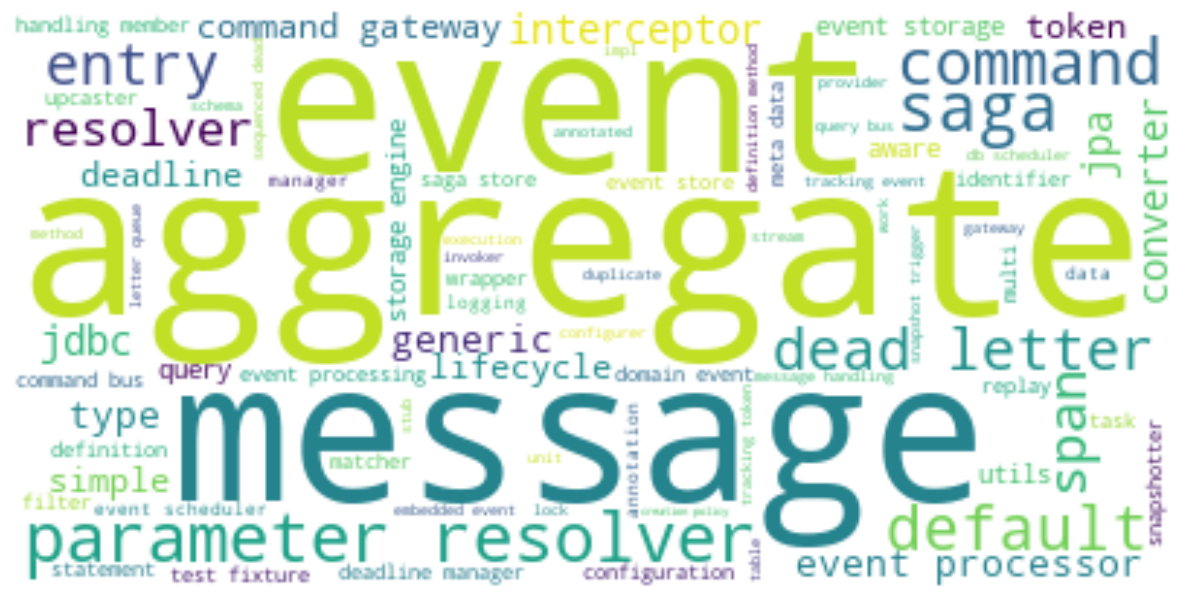 handling member
command gateway
interceptor
event storage
token
entry
event
impl
command
upcaster
schema
sequenced dead
definition method
meta data
provider
saga
resolver
annotated
query bus
aware
jpa
converter
db scheduler
deadline
manager
storage engine
saga store
event store
tracking event
identifier
aggregate
method
letter queue
execution
invoker
wrapper
logging
duplicate
stream
work
gateway
snapshot trigger
multi
data
jdbc
generic
configurer
dead letter
command bus
query
event processing
lifecycle
domain event
message handling
replay
span
type
message
stub
annotation
tracking token
task
definition
matcher
unit
utils
snapshotter
simple
filter
event scheduler
embedded event
lock
creation policy
parameter resolver
default
statement
test fixture
deadline manager
configuration
table
event processor